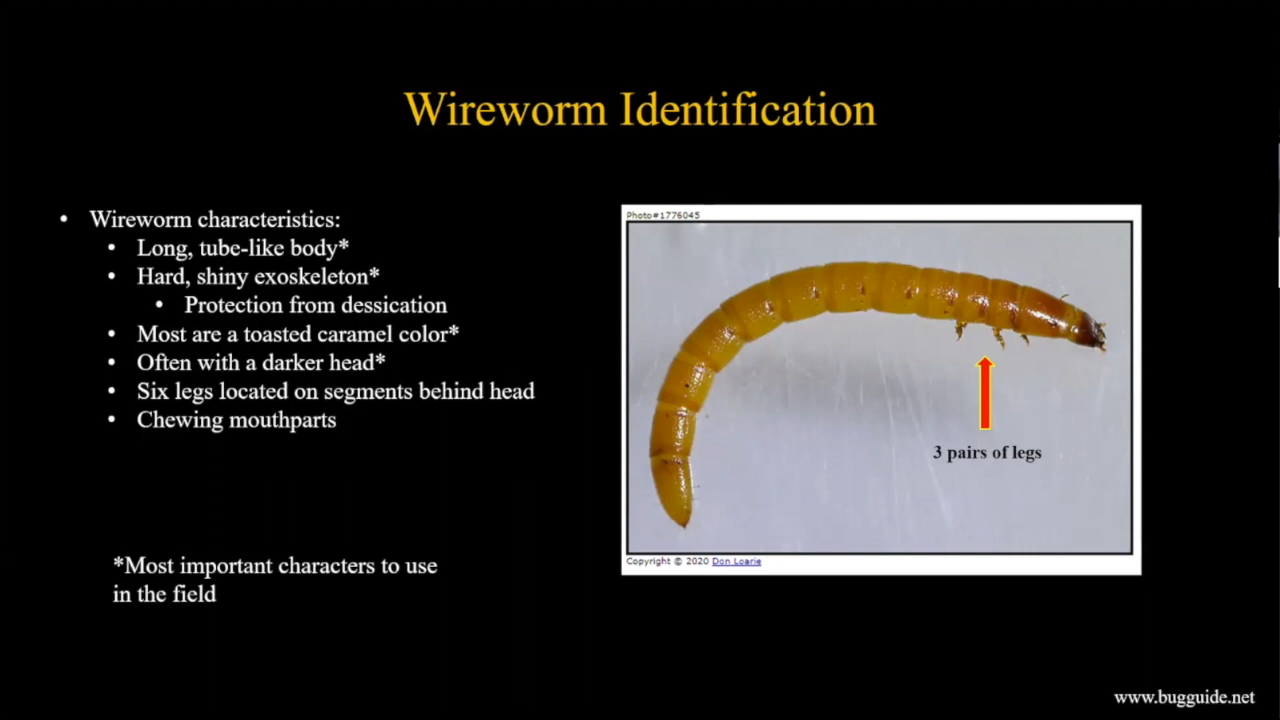 Wireworm Identification
• Wireworm characteristics:
• Long, tube-like body*
• Hard, shiny exoskeleton*
• Protection from dessication
• Most are a toasted caramel color*
• Often with a darker head*
• Six legs located on segments behind head
• Chewing mouthparts
*Most important characters to use
in the field
Photo#1776045
3 pairs of legs
Copyright © 2020 Don Loarie
www.bugguide.net